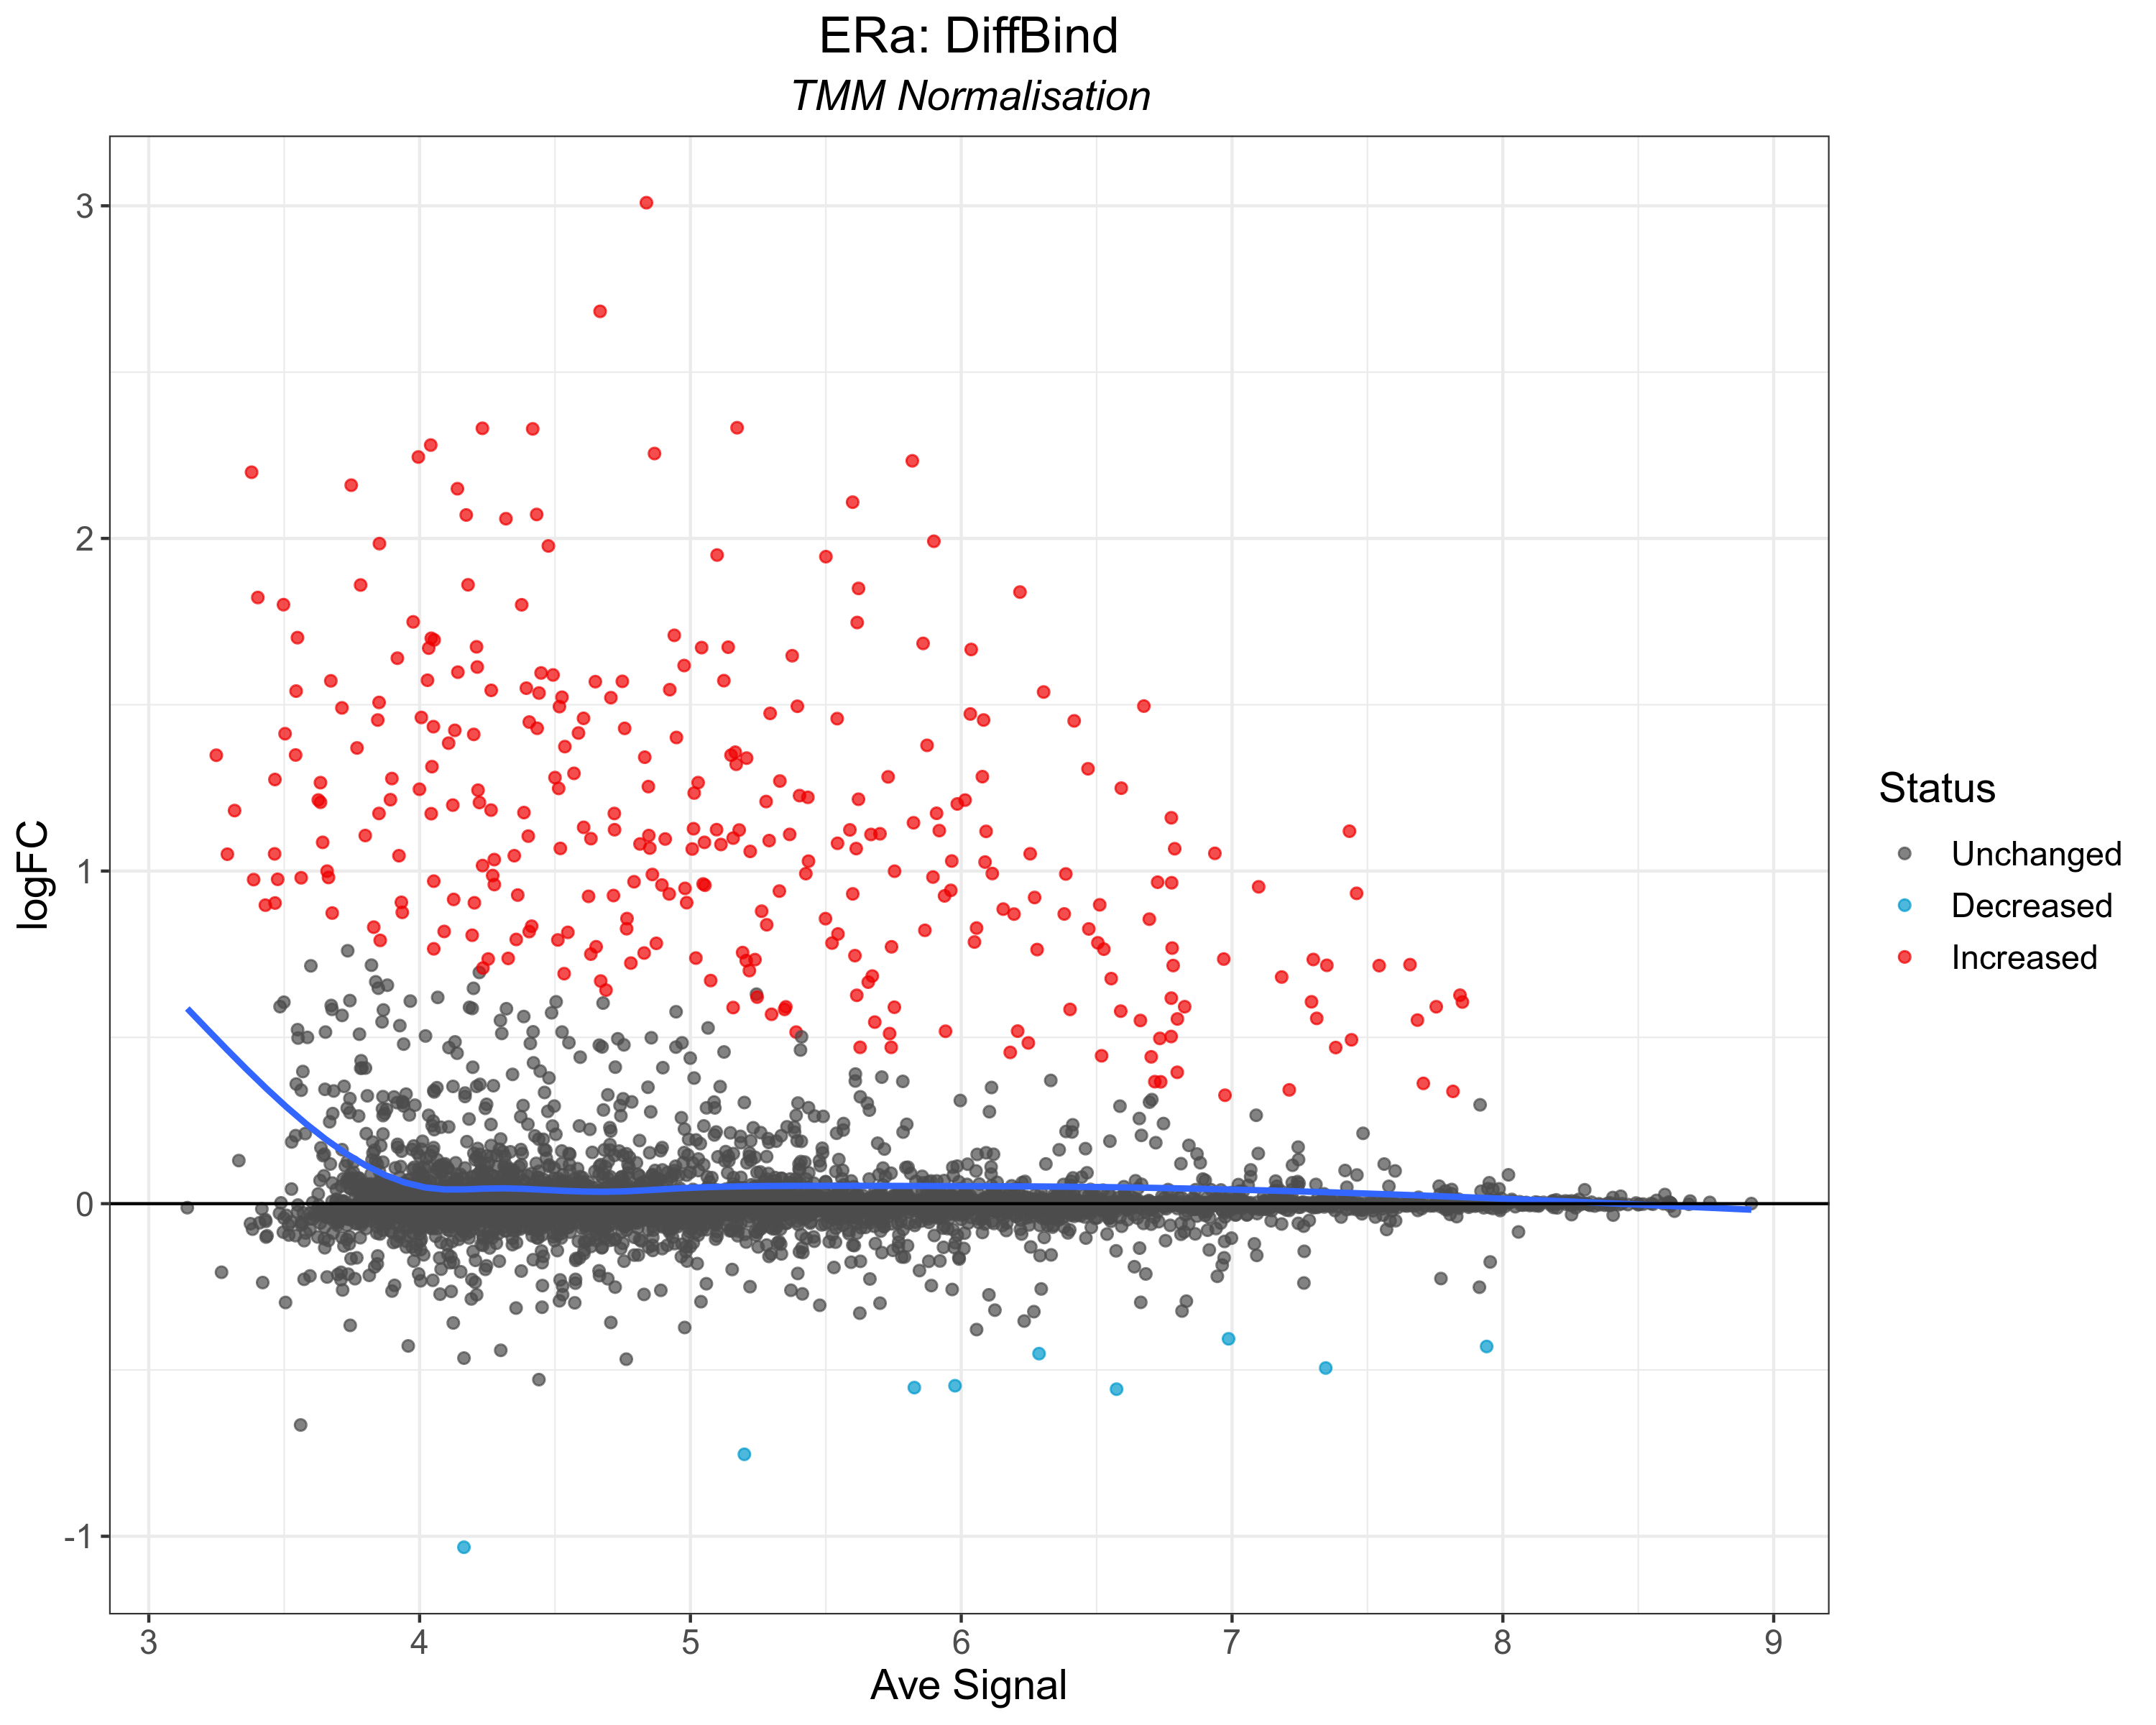 ERa: DiffBind
TMM Normalisation
3
2
1
0
-1
logFC
3 4 5 6 7 8 9
Ave Signal
Status
Unchanged
Decreased
Increased